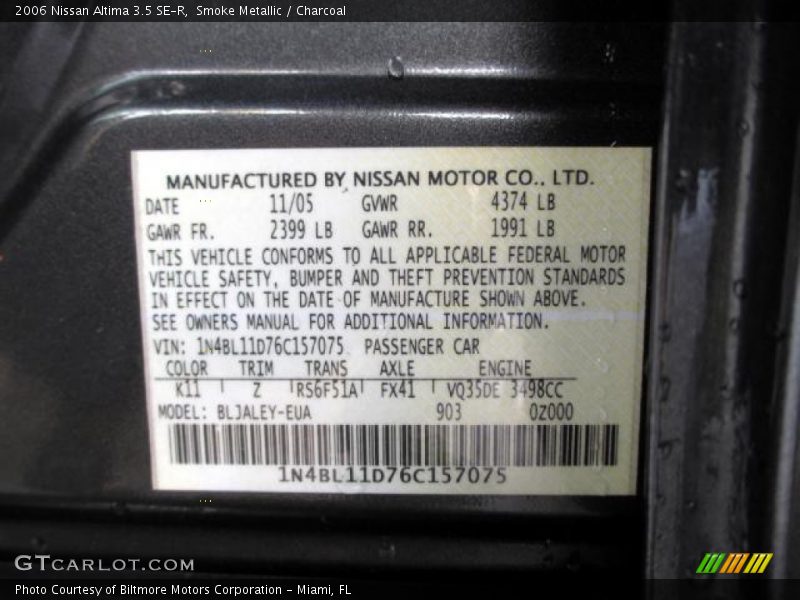 2006 Nissan Altima 3.5 SE-R, Smoke Metallic / Charcoal
MANUFACTURED BY NISSAN MOTOR CO., LTD.
DATE 11/05 GVWR 4374 LB
GAWR FR. 2399 LB GAWR RR. 1991 LB
THIS VEHICLE CONFORMS TO ALL APPLICABLE FEDERAL MOTOR
VEHICLE SAFETY, BUMPER AND THEFT PREVENTION STANDARDS
IN EFFECT ON THE DATE OF MANUFACTURE SHOWN ABOVE.
SEE OWNERS MANUAL FOR ADDITIONAL INFORMATION.
VIN: 1N4BL11D76C157075 PASSENGER CAR
COLOR TRIM TRANS AXLE ENGINE
K11 Z RS6F51A FX41 VQ35DE 3498CC
MODEL: BLJALEY-EUA 903 0Z000
1N4BL11D76C157075
GTCARLOT.COM
Photo Courtesy of Biltmore Motors Corporation - Miami, FL